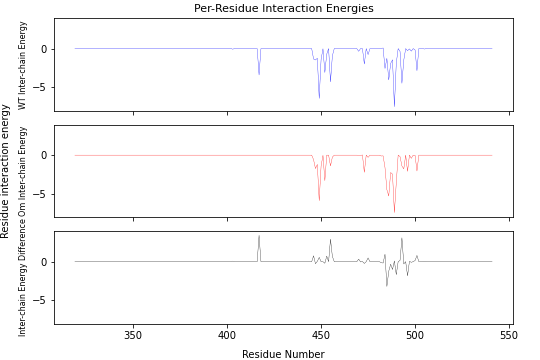 Per-Residue Interaction Energies
Residue interaction energy
WT Inter-chain Energy
0
−5
Om Inter-chain Energy
0
−5
Inter-chain Energy Difference
0
−5
350
400
450
500
550
Residue Number